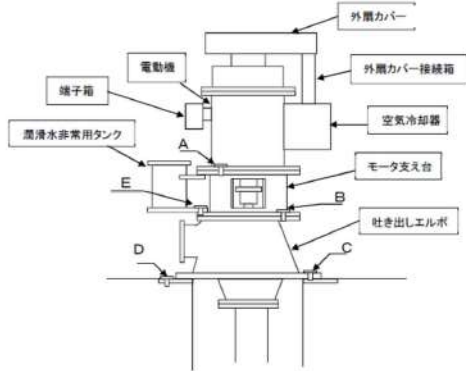 外扇カバー
電動機
外扇カバー接続箱
端子箱
空気冷却器
潤滑水非常用タンク
A
モータ支え台
E
B
吐き出しエルボ
D
C